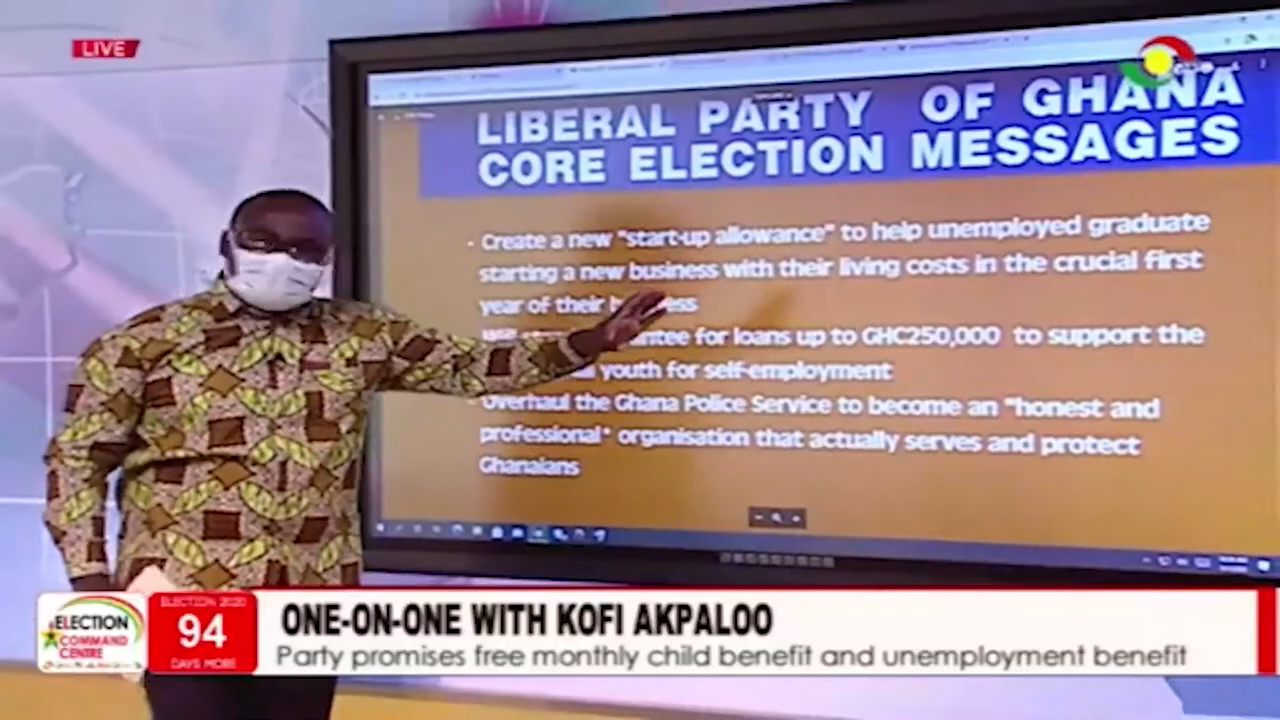 LIVE
LIBERAL PARTY OF GHANA
CORE ELECTION MESSAGES
· Create a new "start-up allowance" to help unemployed graduate
starting a new business with their living costs in the crucial first
year of their
for loans up to GHC250,000 to support the
youth for self-employment
Overhaul the Ghana Police Service to become an "honest and
professional" organisation that actually serves and protect
Ghanaians
ELECTION
COMMAND
CENTRE
ELECTION 2020
94
DAYS MORE
ONE-ON-ONE WITH KOFI AKPALOO
Party promises free monthly child benefit and unemployment benefit